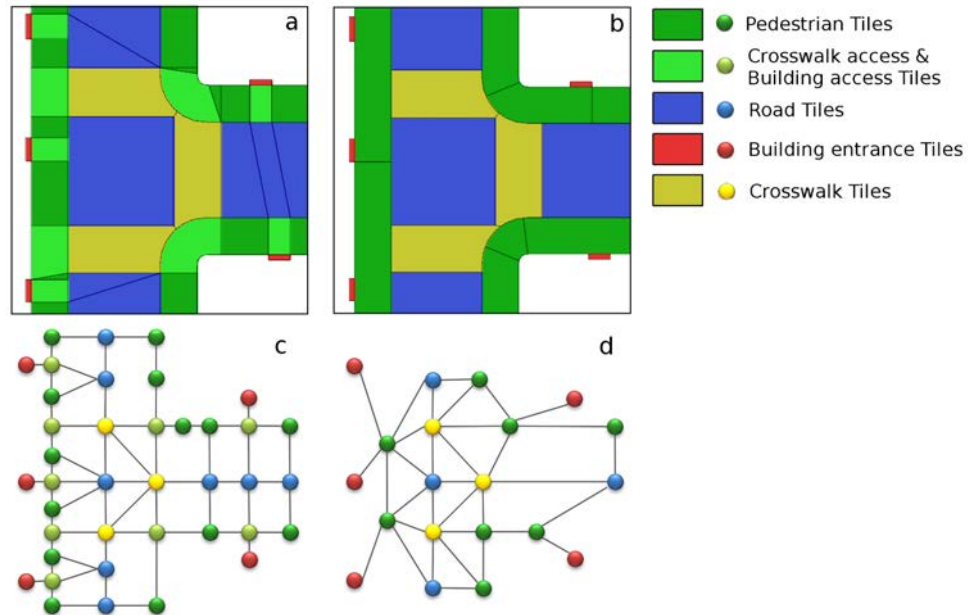 a
b
Pedestrian Tiles
Crosswalk access &
Building access Tiles
Road Tiles
Building entrance Tiles
Crosswalk Tiles
c
d